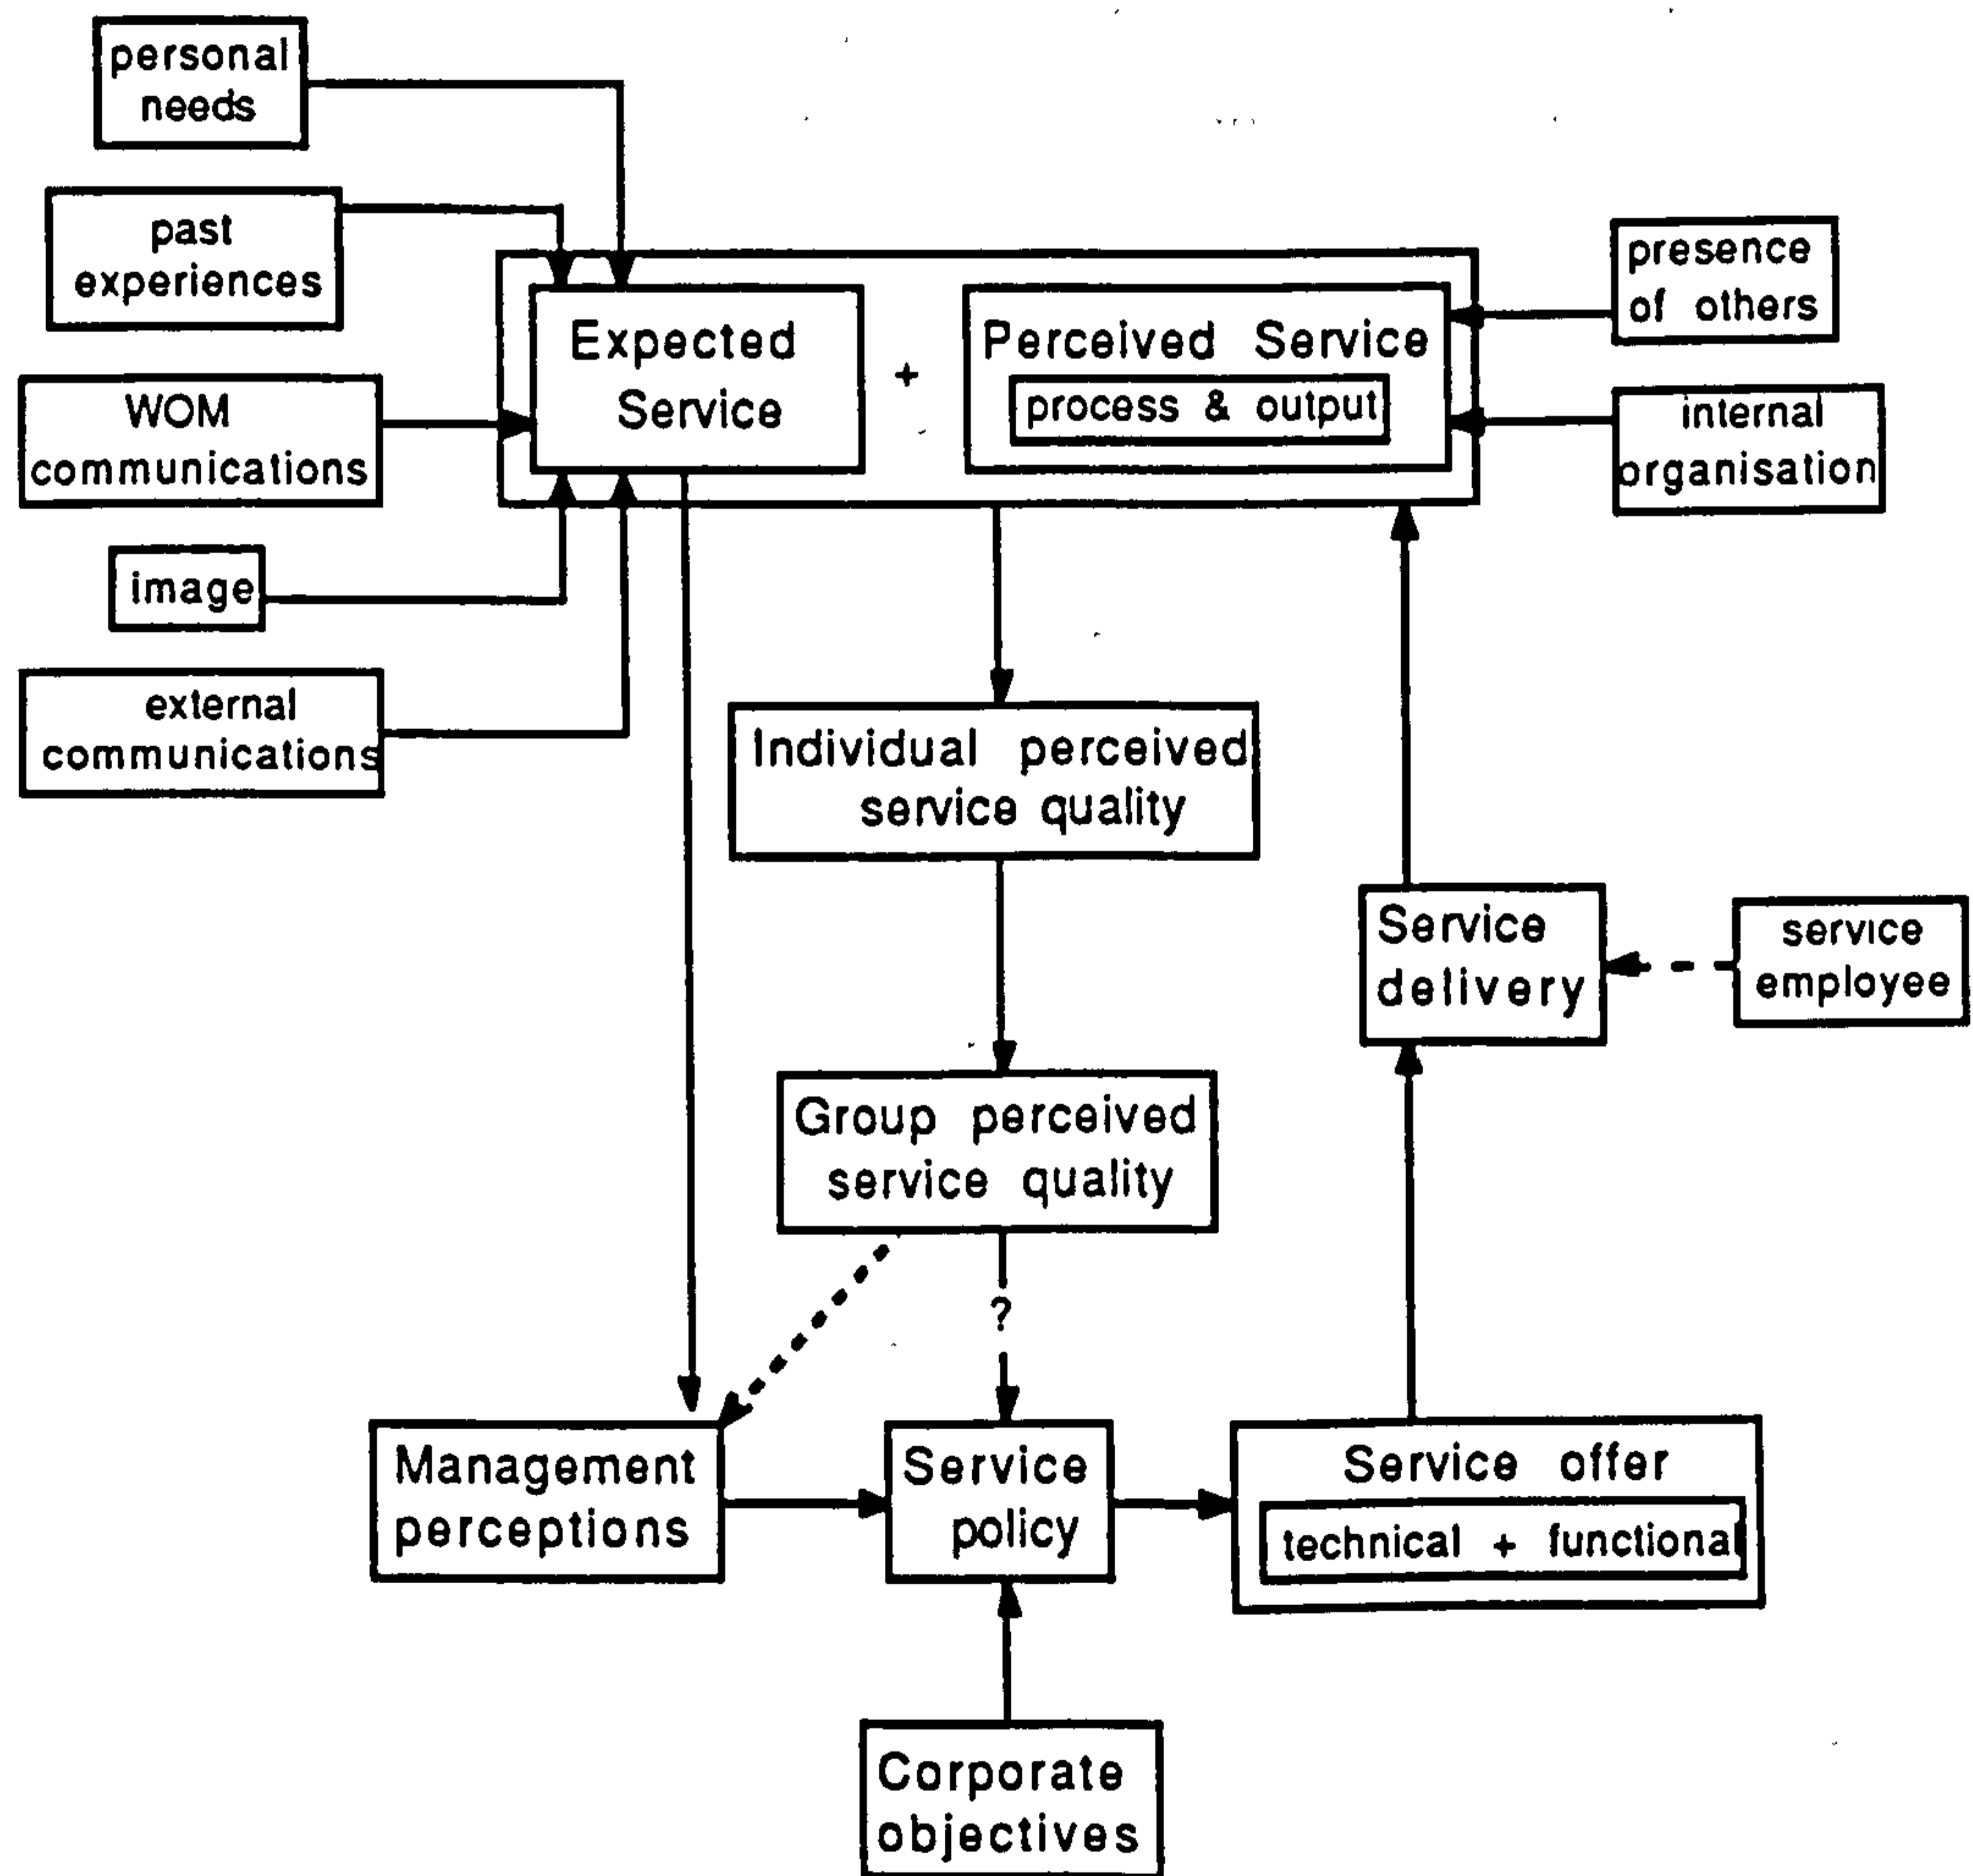 personal
needs
past
experiences
WOM
communications
image
external
communications
Expected
Service
+
Perceived Service
process & output
presence
of others
internal
organisation
Individual perceived
service quality
Service
delivery
service
employee
Group perceived
service quality
?
Management
perceptions
Service
policy
Service offer
technical + functional
Corporate
objectives